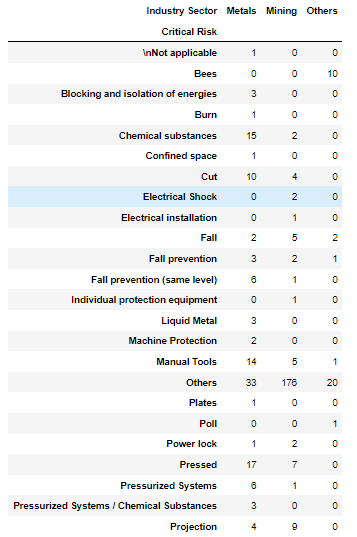 Industry Sector Metals Mining Others
Critical Risk
\nNot applicable 1 0 0
Bees 0 0 10
Blocking and isolation of energies 3 0 0
Burn 1 0 0
Chemical substances 15 2 0
Confined space 1 0 0
Cut 10 4 0
Electrical Shock 0 2 0
Electrical installation 0 1 0
Fall 2 5 2
Fall prevention 3 2 1
Fall prevention (same level) 6 1 0
Individual protection equipment 0 1 0
Liquid Metal 3 0 0
Machine Protection 2 0 0
Manual Tools 14 5 1
Others 33 176 20
Plates 1 0 0
Poll 0 0 1
Power lock 1 2 0
Pressed 17 7 0
Pressurized Systems 6 1 0
Pressurized Systems / Chemical Substances 3 0 0
Projection 4 9 0